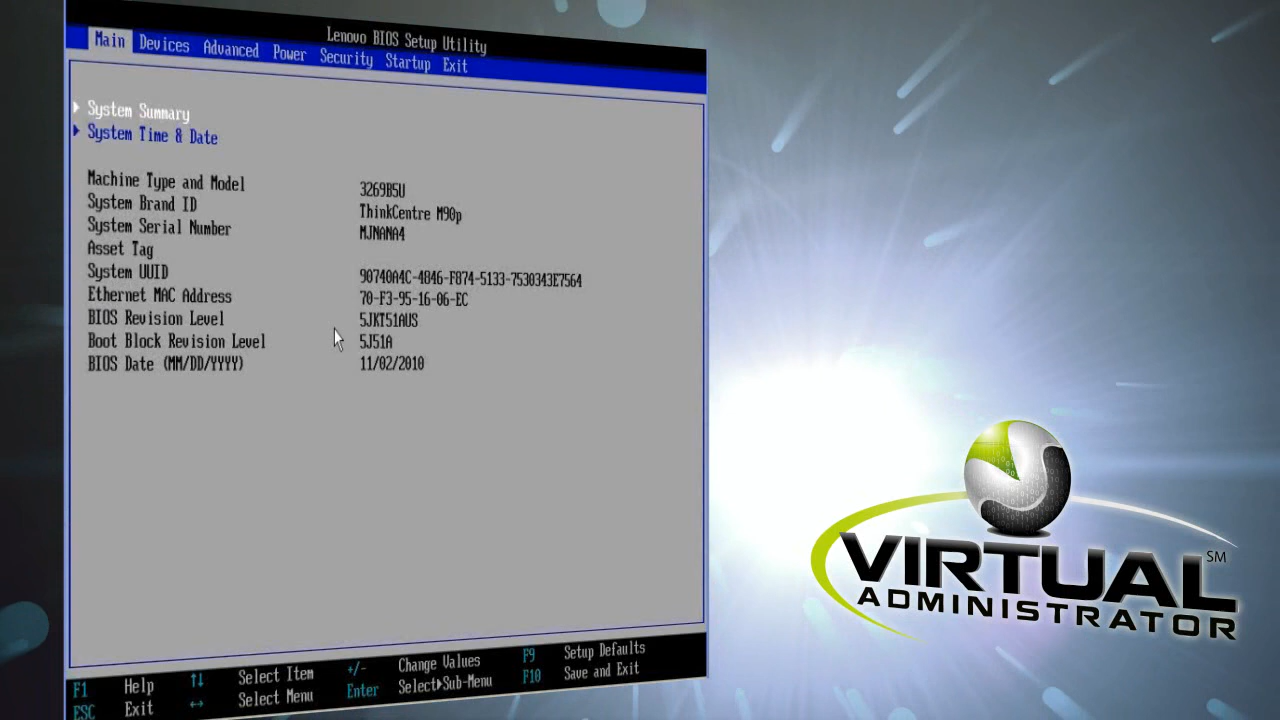 Lenovo BIOS Setup Utility
Main Devices Advanced Power Security Startup Exit
System Summary
System Time & Date
Machine Type and Model 3269B5U
System Brand ID ThinkCentre M90p
System Serial Number MJNANA4
Asset Tag
System UUID 90740A4C-4846-F874-5133-7530343E7564
Ethernet MAC Address 70-F3-95-16-06-EC
BIOS Revision Level 5JKT51AUS
Boot Block Revision Level 5J51A
BIOS Date (MM/DD/YYYY) 11/02/2010
F1 Help ↑↓ Select Item +/- Change Values F9 Setup Defaults
ESC Exit ↔ Select Menu Enter Select▸Sub-Menu F10 Save and Exit
VIRTUAL SM
ADMINISTRATOR